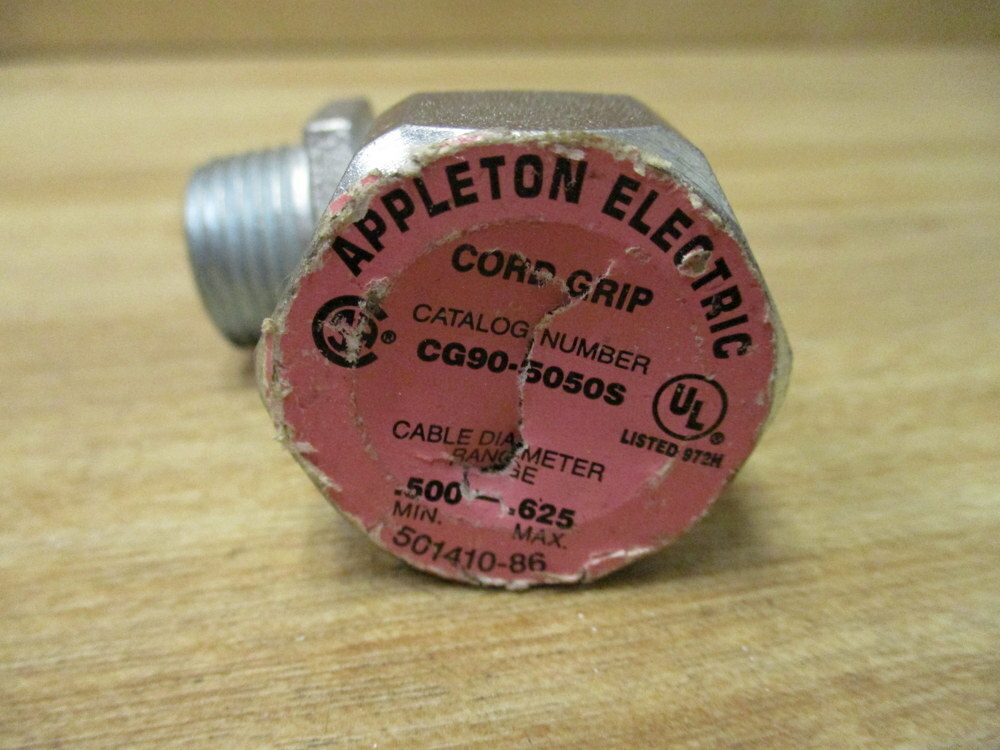 APPLETON ELECTRIC
CORD GRIP
CATALOG NUMBER
CG90-5050S
®
UL
®
LISTED 972H
CABLE DIAMETER
RANGE
.500 — .625
MIN. MAX.
501410-86